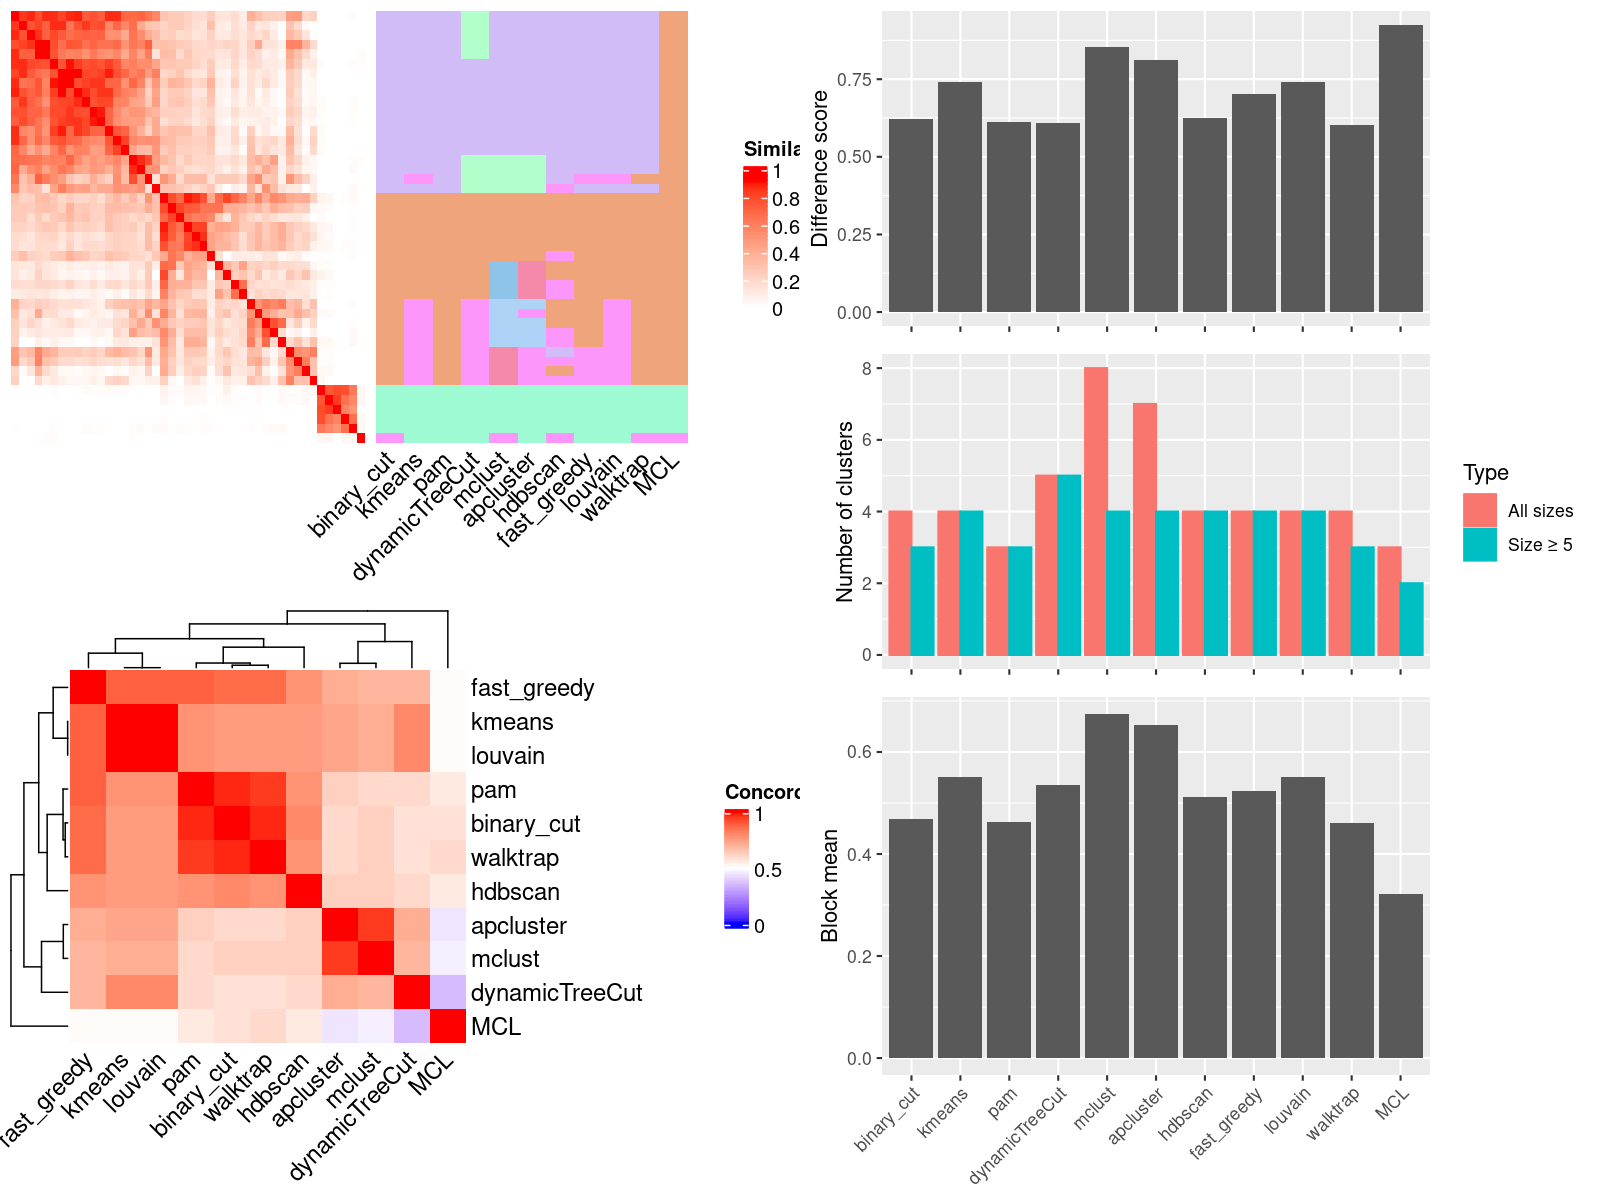 Simila
1
0.8
0.6
0.4
0.2
0
binary_cut
kmeans
pam
dynamicTreeCut
mclust
apcluster
hdbscan
fast_greedy
louvain
walktrap
MCL
fast_greedy
kmeans
louvain
pam
binary_cut
walktrap
hdbscan
apcluster
mclust
dynamicTreeCut
MCL
fast_greedy
kmeans
louvain
pam
binary_cut
walktrap
hdbscan
apcluster
mclust
dynamicTreeCut
MCL
Concord
1
0.5
0
Difference score
0.75
0.50
0.25
0.00
Number of clusters
8
6
4
2
0
Type
All sizes
Size ≥ 5
Block mean
0.6
0.4
0.2
0.0
binary_cut
kmeans
pam
dynamicTreeCut
mclust
apcluster
hdbscan
fast_greedy
louvain
walktrap
MCL